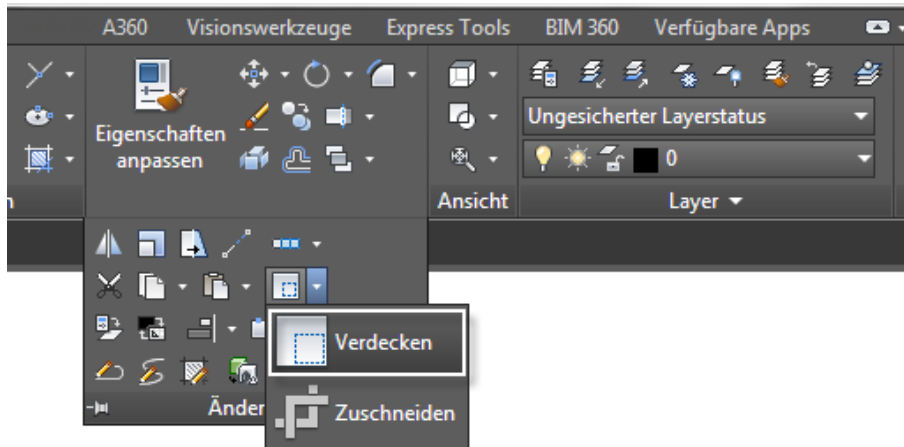 A360 Visionswerkzeuge Express Tools BIM 360 Verfügbare Apps
Eigenschaften
anpassen
Ungesicherter Layerstatus
0
Ansicht
Layer
Verdecken
Zuschneiden
Änder